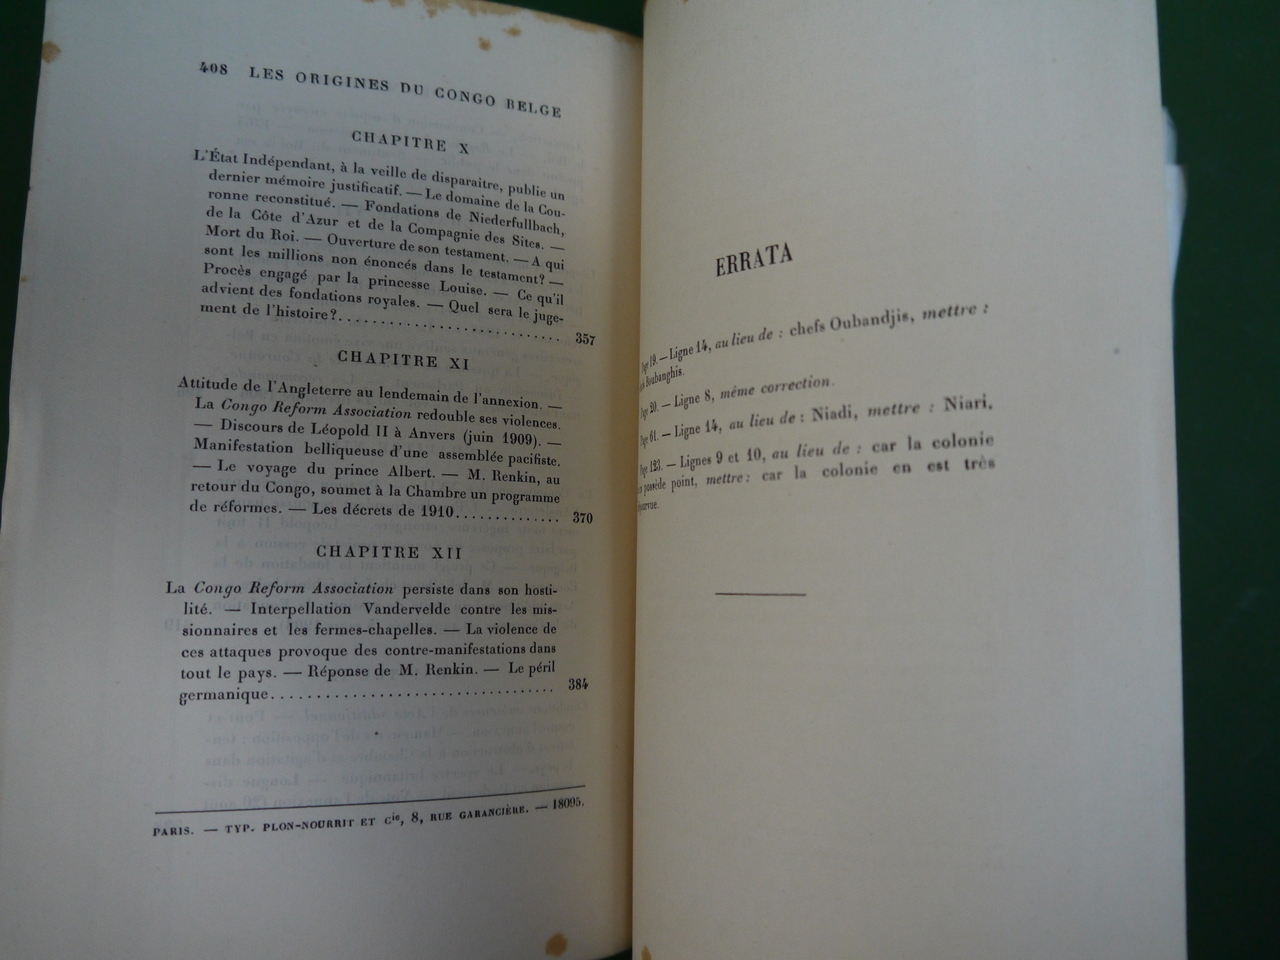 408 LES ORIGINES DU CONGO BELGE
CHAPITRE X
L'État Indépendant, à la veille de disparaitre, publie un
dernier mémoire justificatif. — Le domaine de la Cou-
ronne reconstitué. — Fondations de Niederfullbach,
de la Côte d'Azur et de la Compagnie des Sites. —
Mort du Roi. — Ouverture de son testament. — A qui
sont les millions non énoncés dans le testament? —
Procès engagé par la princesse Louise. — Ce qu'il
advient des fondations royales. — Quel sera le juge-
ment de l'histoire?........................... 357
CHAPITRE XI
Attitude de l'Angleterre au lendemain de l'annexion. —
La Congo Reform Association redouble ses violences.
— Discours de Léopold II à Anvers (juin 1909). —
Manifestation belliqueuse d'une assemblée pacifiste.
— Le voyage du prince Albert. — M. Renkin, au
retour du Congo, soumet à la Chambre un programme
de réformes. — Les décrets de 1910............. 370
CHAPITRE XII
La Congo Reform Association persiste dans son hosti-
lité. — Interpellation Vandervelde contre les mis-
sionnaires et les fermes-chapelles. — La violence de
ces attaques provoque des contre-manifestations dans
tout le pays. — Réponse de M. Renkin. — Le péril
germanique.................................. 384
PARIS. — TYP. PLON-NOURRIT ET Cie, 8, RUE GARANCIÈRE. — 18095.
ERRATA
19. — Ligne 14, au lieu de : chefs Oubandjis, mettre :
Boubanghis.
20. — Ligne 8, même correction.
61. — Ligne 14, au lieu de : Niadi, mettre : Niari.
123. — Lignes 9 et 10, au lieu de : car la colonie
possède point, mettre : car la colonie en est très